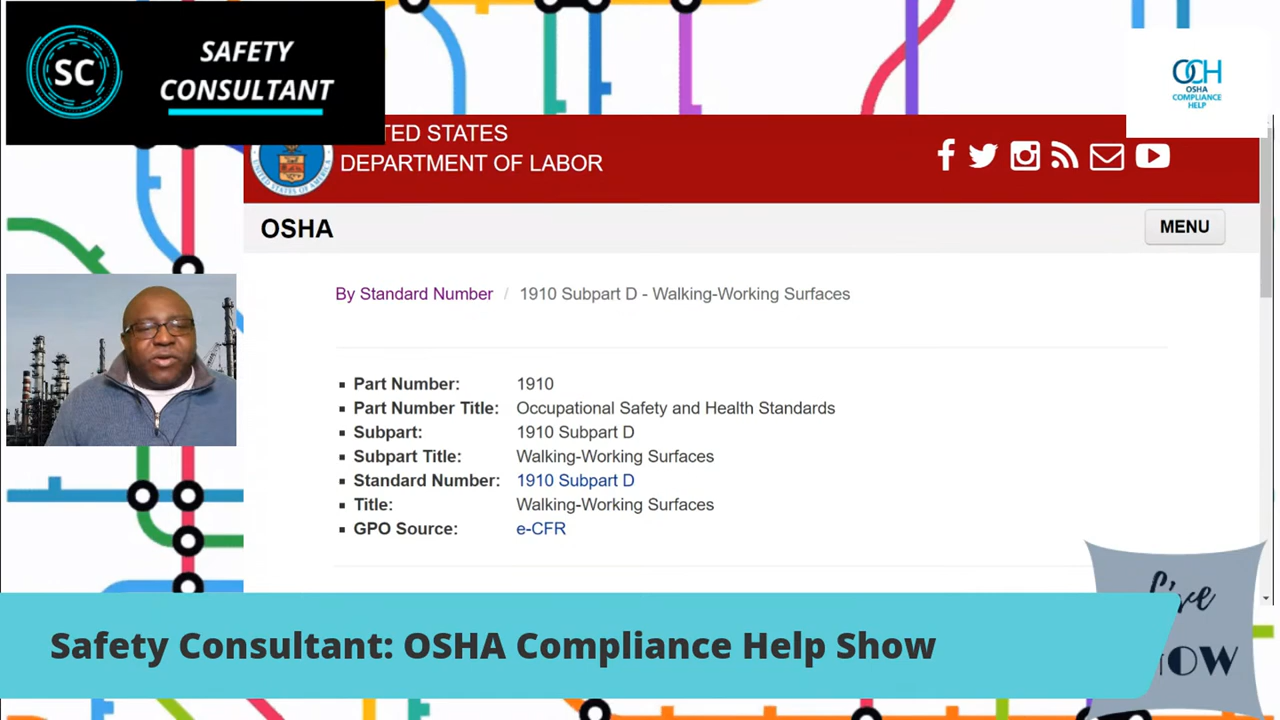 SC
SAFETY
CONSULTANT
OCH
OSHA
COMPLIANCE
HELP
TED STATES
DEPARTMENT OF LABOR
OSHA
MENU
By Standard Number / 1910 Subpart D - Walking-Working Surfaces
▪ Part Number: 1910
▪ Part Number Title: Occupational Safety and Health Standards
▪ Subpart: 1910 Subpart D
▪ Subpart Title: Walking-Working Surfaces
▪ Standard Number: 1910 Subpart D
▪ Title: Walking-Working Surfaces
▪ GPO Source: e-CFR
Live
NOW
Safety Consultant: OSHA Compliance Help Show